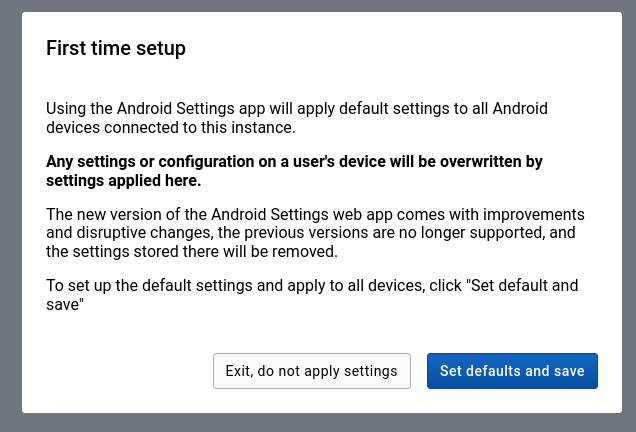 First time setup
Using the Android Settings app will apply default settings to all Android
devices connected to this instance.
Any settings or configuration on a user's device will be overwritten by
settings applied here.
The new version of the Android Settings web app comes with improvements
and disruptive changes, the previous versions are no longer supported, and
the settings stored there will be removed.
To set up the default settings and apply to all devices, click "Set default and
save"
Exit, do not apply settings
Set defaults and save